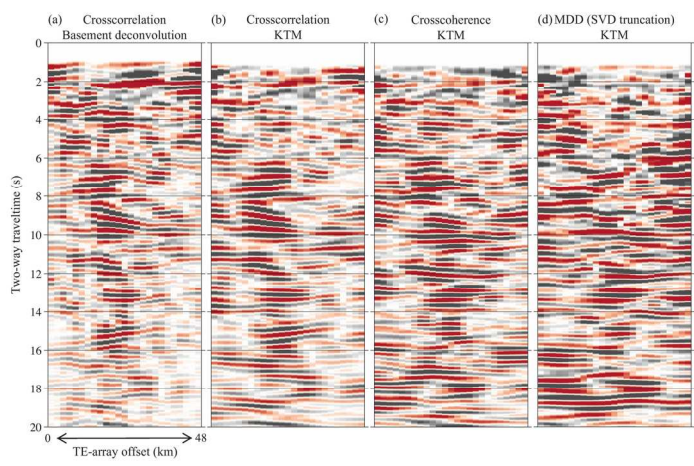 (a) Crosscorrelation
Basement deconvolution
(b) Crosscorrelation
KTM
(c) Crosscoherence
KTM
(d) MDD (SVD truncation)
KTM
0
2
4
6
8
10
12
14
16
18
20
Two-way traveltime (s)
0 48
TE-array offset (km)